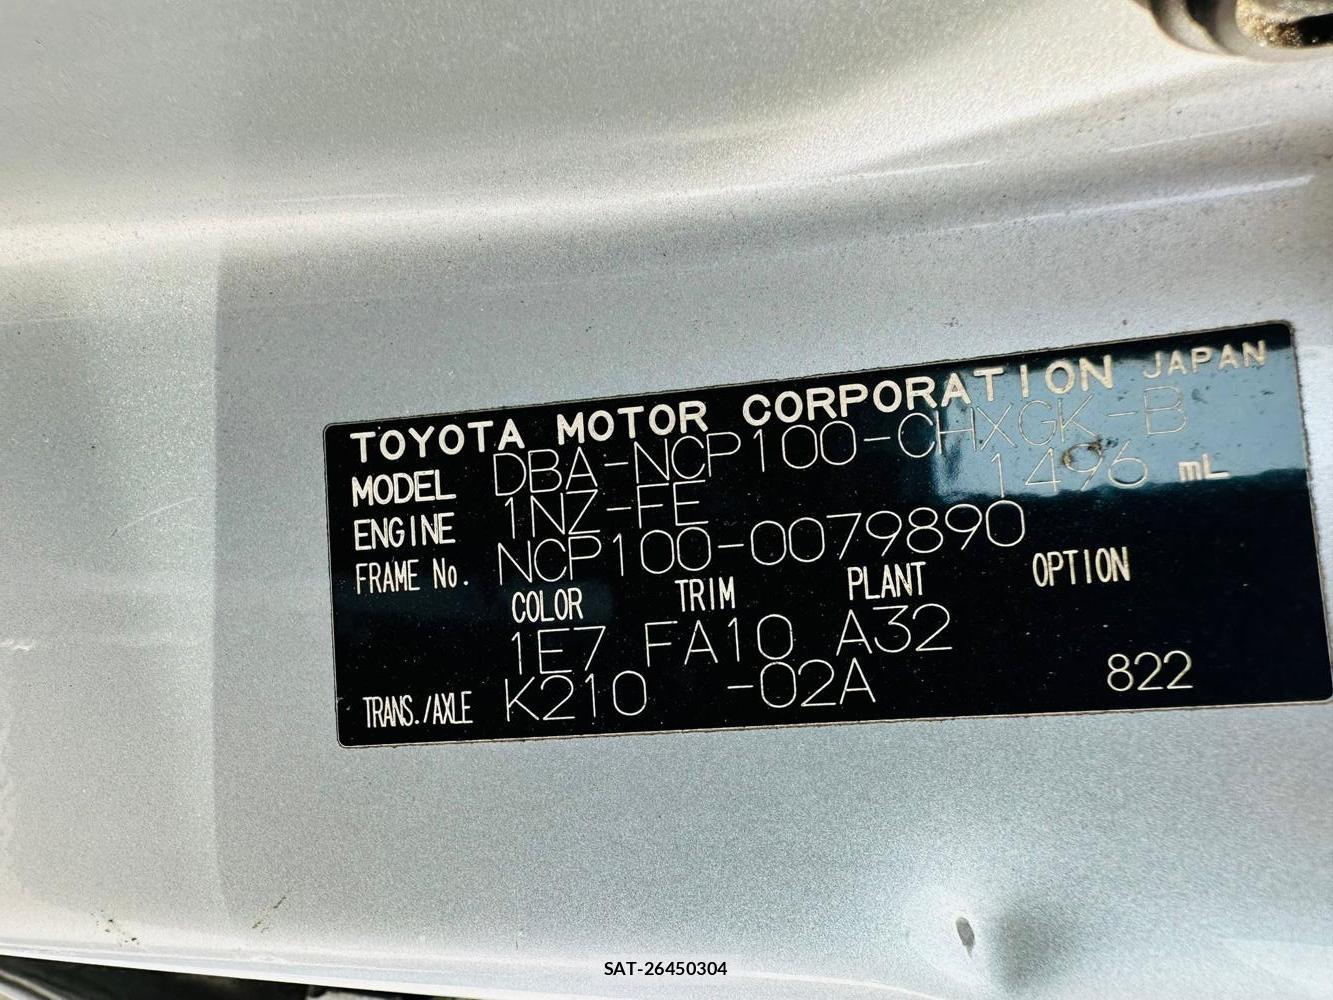 TOYOTA MOTOR CORPORATION JAPAN
MODEL DBA-NCP100-CHXGK-B
ENGINE 1NZ-FE 1496 mL
FRAME No. NCP100-0079890
COLOR TRIM PLANT OPTION
1E7 FA10 A32
TRANS./AXLE K210 -02A 822
SAT-26450304